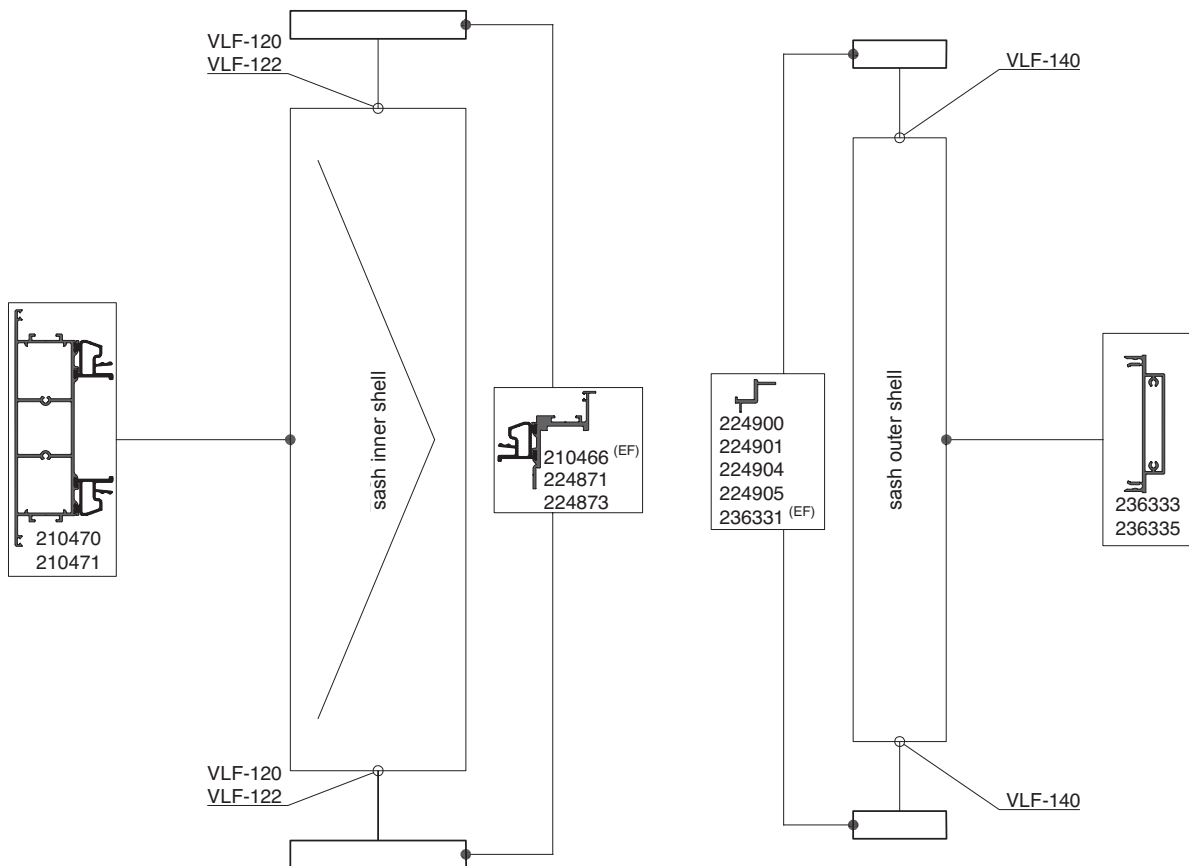 VLF-120
VLF-122
VLF-140
sash inner shell
sash outer shell
210466 (EF)
224871
224873
224900
224901
224904
224905
236331 (EF)
236333
236335
210470
210471
VLF-120
VLF-122
VLF-140